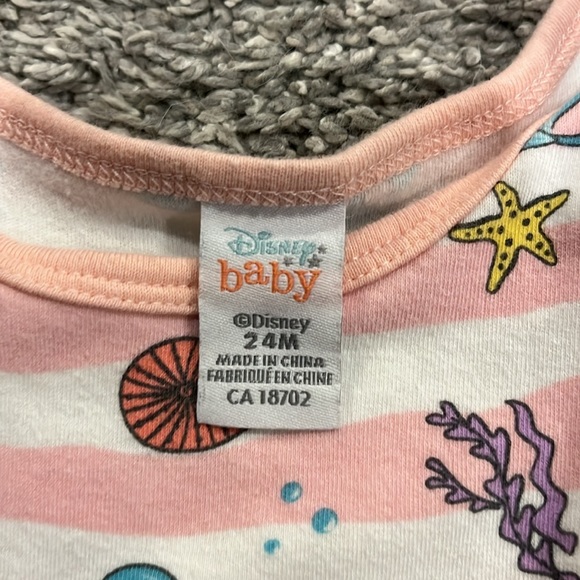 Disney
baby
©Disney
24M
MADE IN CHINA
FABRIQUÉ EN CHINE
CA 18702